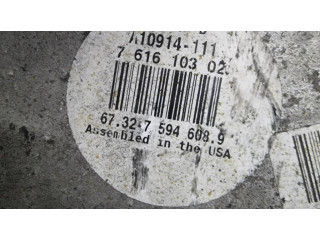 A10914-111
7 616 103 02
67.32-7 594 608.9
Assembled in the USA